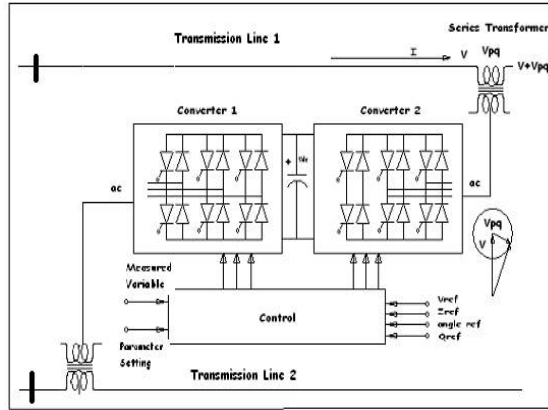 Series Transformer
Transmission Line 1
I
V
Vpq
V+Vpq
Converter 1
Converter 2
+
ac
ac
Vpq
V
Measured
Variable
Control
Vref
Zref
angle ref
Qref
Parameter
Setting
Transmission Line 2